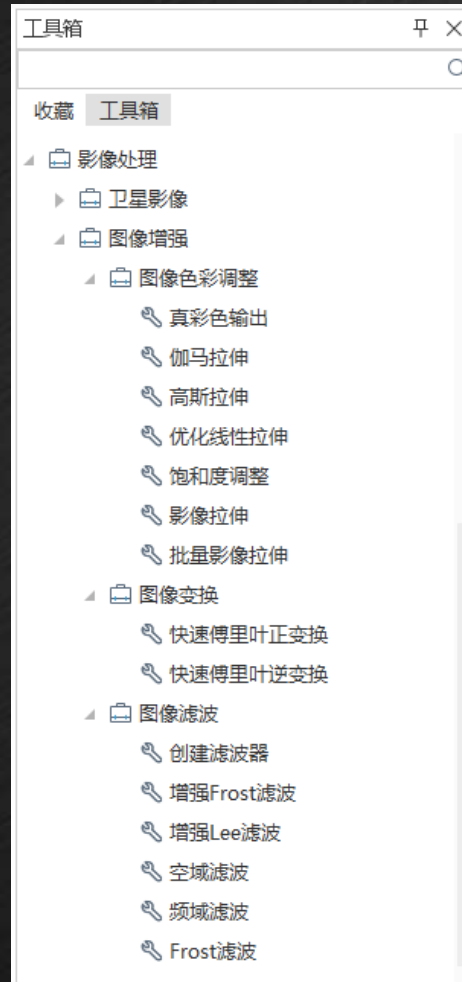 工具箱
收藏 工具箱
影像处理
卫星影像
图像增强
图像色彩调整
真彩色输出
伽马拉伸
高斯拉伸
优化线性拉伸
饱和度调整
影像拉伸
批量影像拉伸
图像变换
快速傅里叶正变换
快速傅里叶逆变换
图像滤波
创建滤波器
增强Frost滤波
增强Lee滤波
空域滤波
频域滤波
Frost滤波